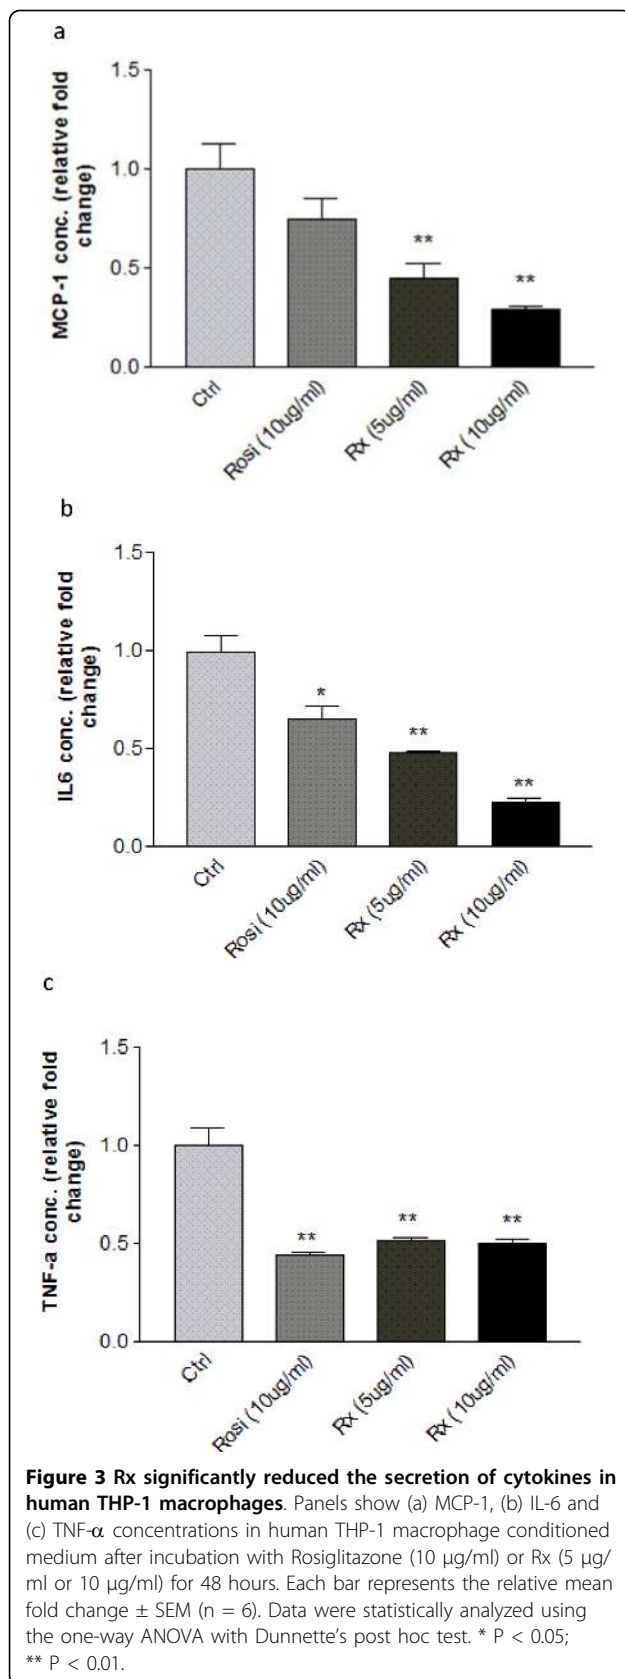 a
1.5
1.0
0.5
0.0
MCP-1 conc. (relative fold
change)
**
**
Ctrl
Rosi (10ug/ml)
Rx (5ug/ml)
Rx (10ug/ml)
b
1.5
1.0
0.5
0.0
IL6 conc. (relative fold
change)
*
**
**
Ctrl
Rosi (10ug/ml)
Rx (5ug/ml)
Rx (10ug/ml)
c
1.5
1.0
0.5
0.0
TNF-a conc. (relative fold
change)
**
**
**
Ctrl
Rosi (10ug/ml)
Rx (5ug/ml)
Rx (10ug/ml)
Figure 3 Rx significantly reduced the secretion of cytokines in
human THP-1 macrophages. Panels show (a) MCP-1, (b) IL-6 and
(c) TNF-α concentrations in human THP-1 macrophage conditioned
medium after incubation with Rosiglitazone (10 μg/ml) or Rx (5 μg/
ml or 10 μg/ml) for 48 hours. Each bar represents the relative mean
fold change ± SEM (n = 6). Data were statistically analyzed using
the one-way ANOVA with Dunnette's post hoc test. * P < 0.05;
** P < 0.01.